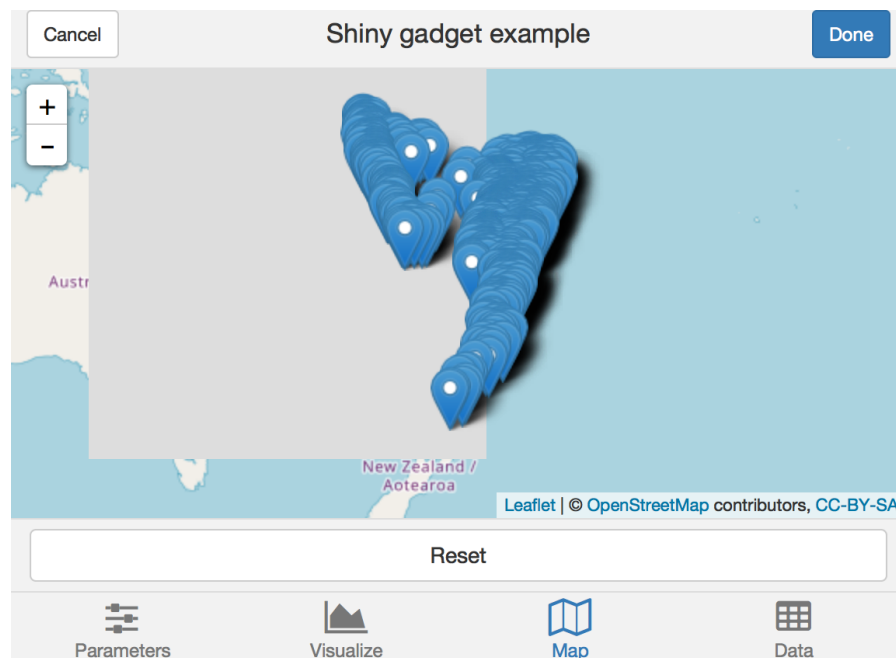 Cancel
Shiny gadget example
Done
+
−
Austr
New Zealand /
Aotearoa
Leaflet | © OpenStreetMap contributors, CC-BY-SA
Reset
Parameters
Visualize
Map
Data